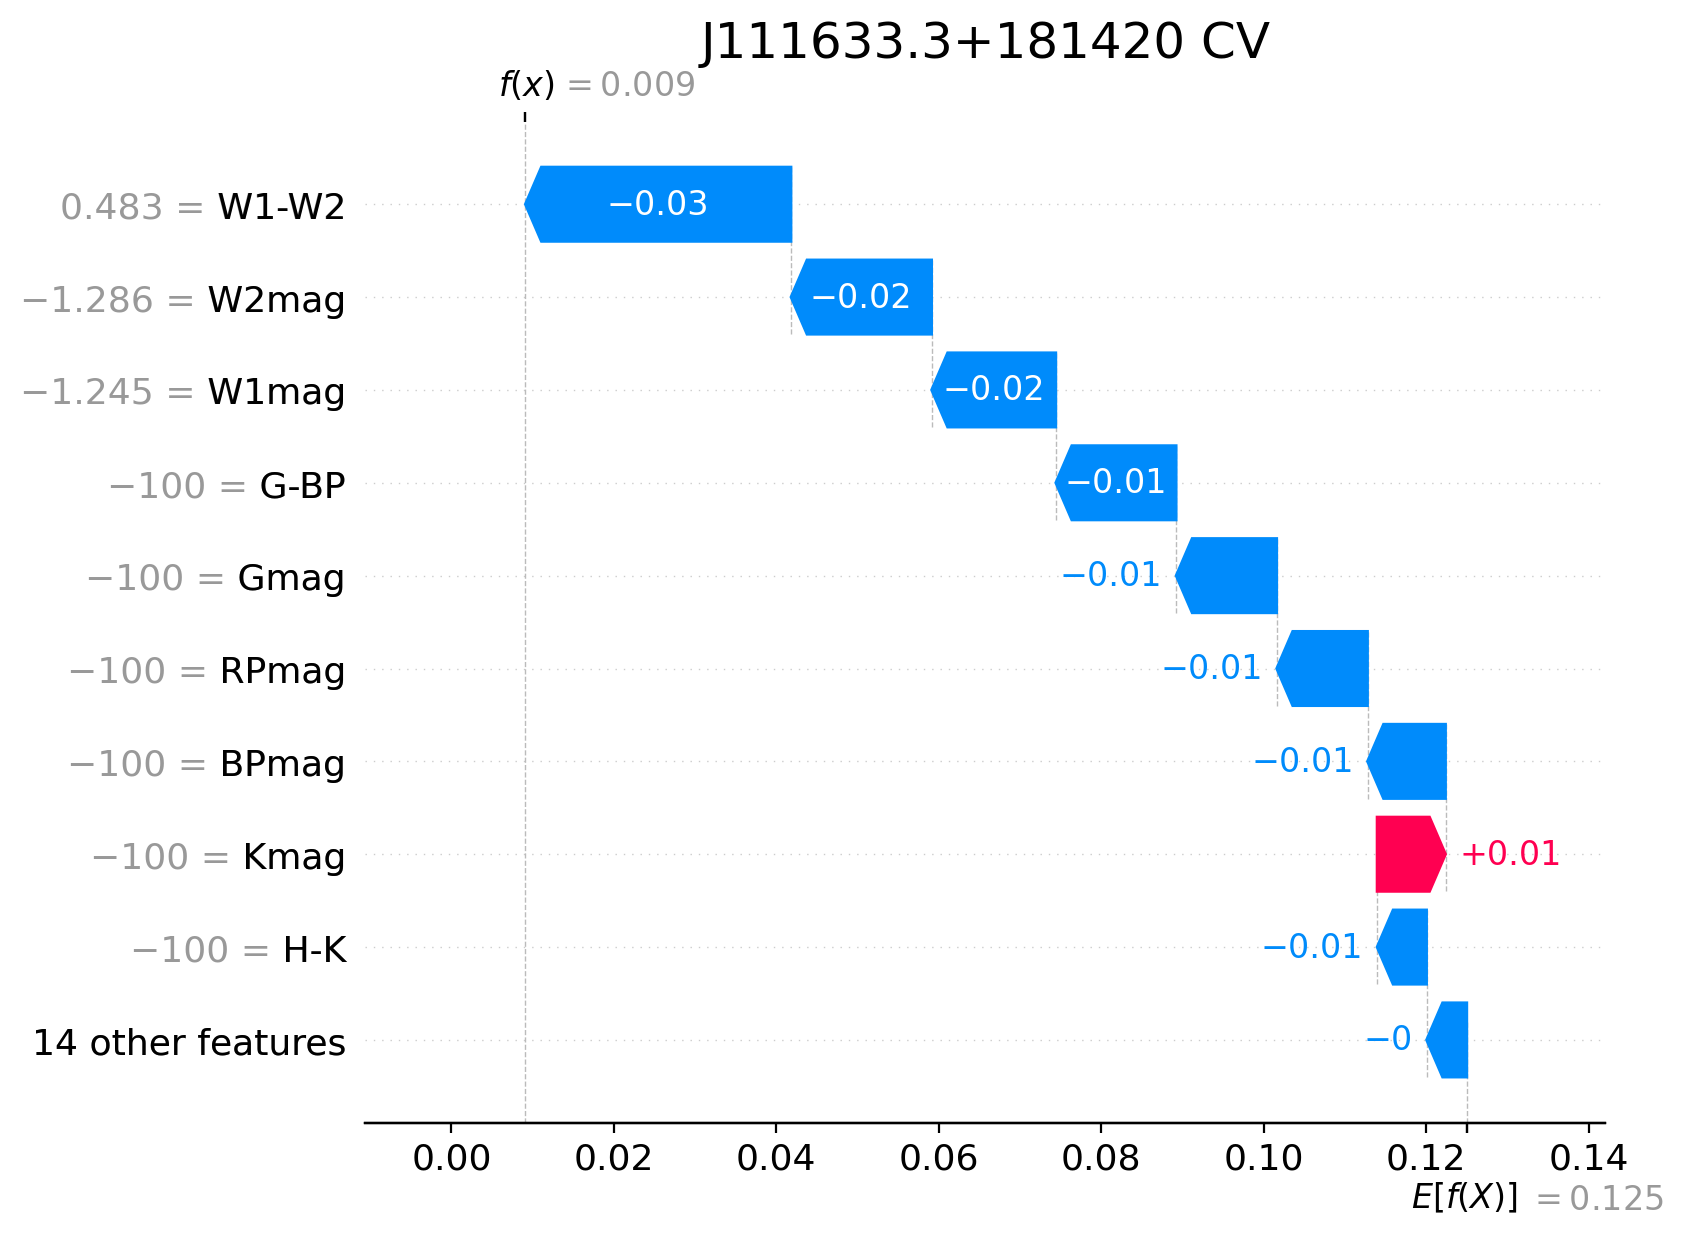 J111633.3+181420 CV
f(x) = 0.009
0.483 = W1-W2
−0.03
−1.286 = W2mag
−0.02
−1.245 = W1mag
−0.02
−100 = G-BP
−0.01
−100 = Gmag
−0.01
−100 = RPmag
−0.01
−100 = BPmag
−0.01
−100 = Kmag
+0.01
−100 = H-K
−0.01
14 other features
−0
0.00 0.02 0.04 0.06 0.08 0.10 0.12 0.14
E[f(X)] = 0.125